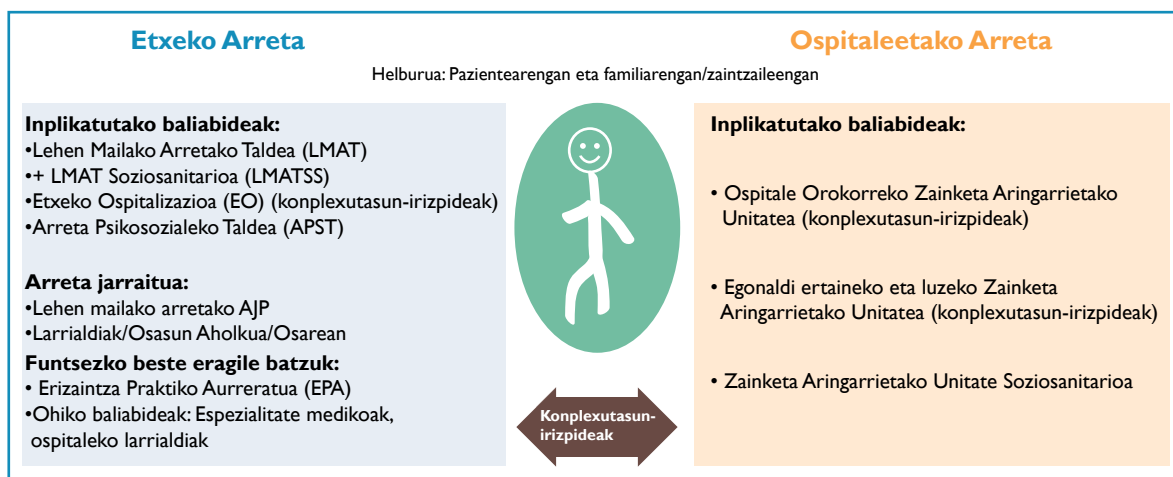 Etxeko Arreta
Ospitaleetako Arreta
Helburua: Pazientearengan eta familiarengan/zaintzaileengan
Inplikatutako baliabideak:
•Lehen Mailako Arretako Taldea (LMAT)
•+ LMAT Soziosanitarioa (LMATSS)
•Etxeko Ospitalizazioa (EO) (konplexutasun-irizpideak)
•Arreta Psikosozialeko Taldea (APST)
Arreta jarraitua:
•Lehen mailako arretako AJP
•Larrialdiak/Osasun Aholkua/Osarean
Funtsezko beste eragile batzuk:
• Erizaintza Praktiko Aurreratua (EPA)
•Ohiko baliabideak: Espezialitate medikoak,
ospitaleko larrialdiak
Konplexutasun-
irizpideak
Inplikatutako baliabideak:
• Ospitale Orokorreko Zainketa Aringarrietako
Unitatea (konplexutasun-irizpideak)
• Egonaldi ertaineko eta luzeko Zainketa
Aringarrietako Unitatea (konplexutasun-irizpideak)
• Zainketa Aringarrietako Unitate Soziosanitarioa